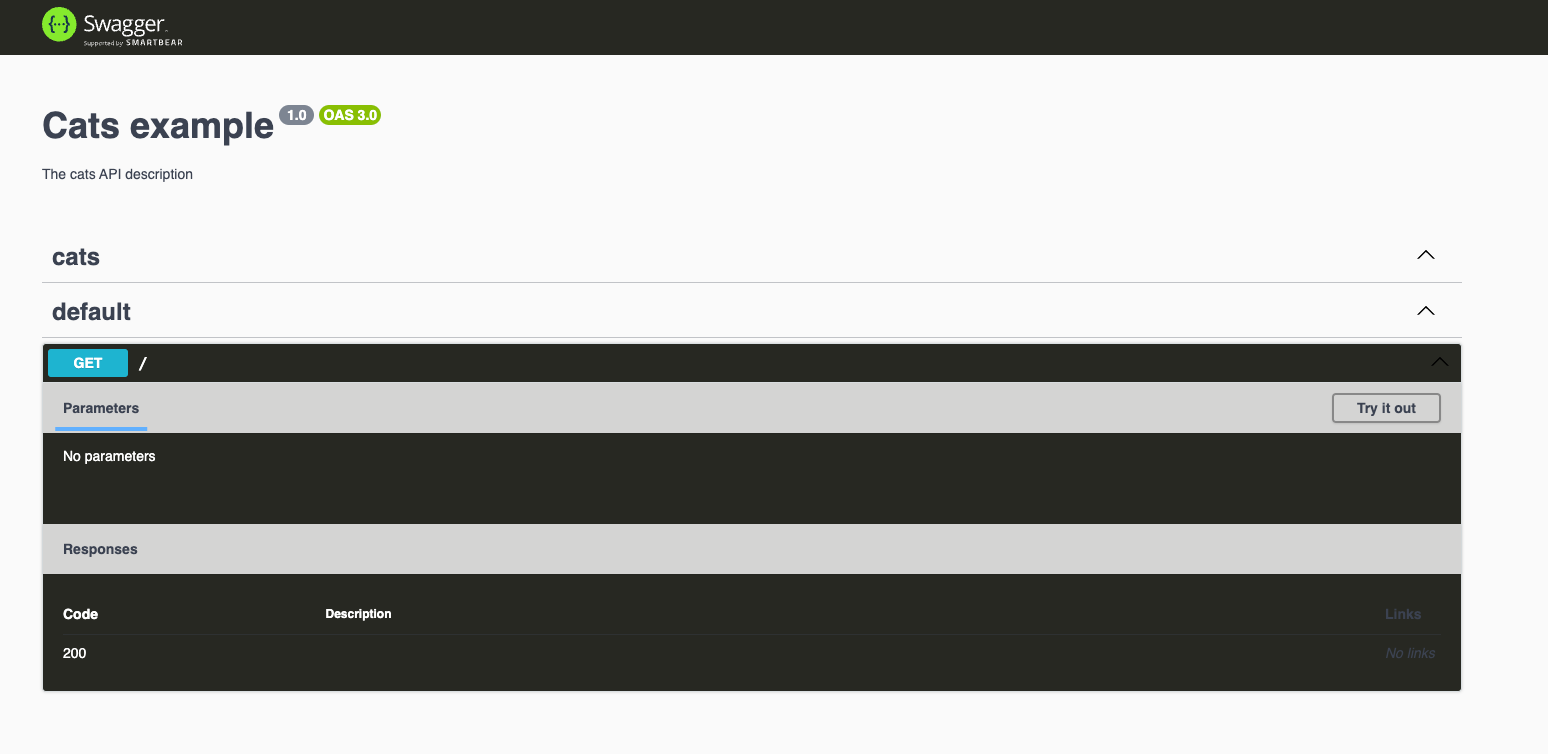 {···} Swagger™
Supported by SMARTBEAR
Cats example 1.0 OAS 3.0
The cats API description
cats
default
GET /
Parameters Try it out
No parameters
Responses
Code Description Links
200 No links